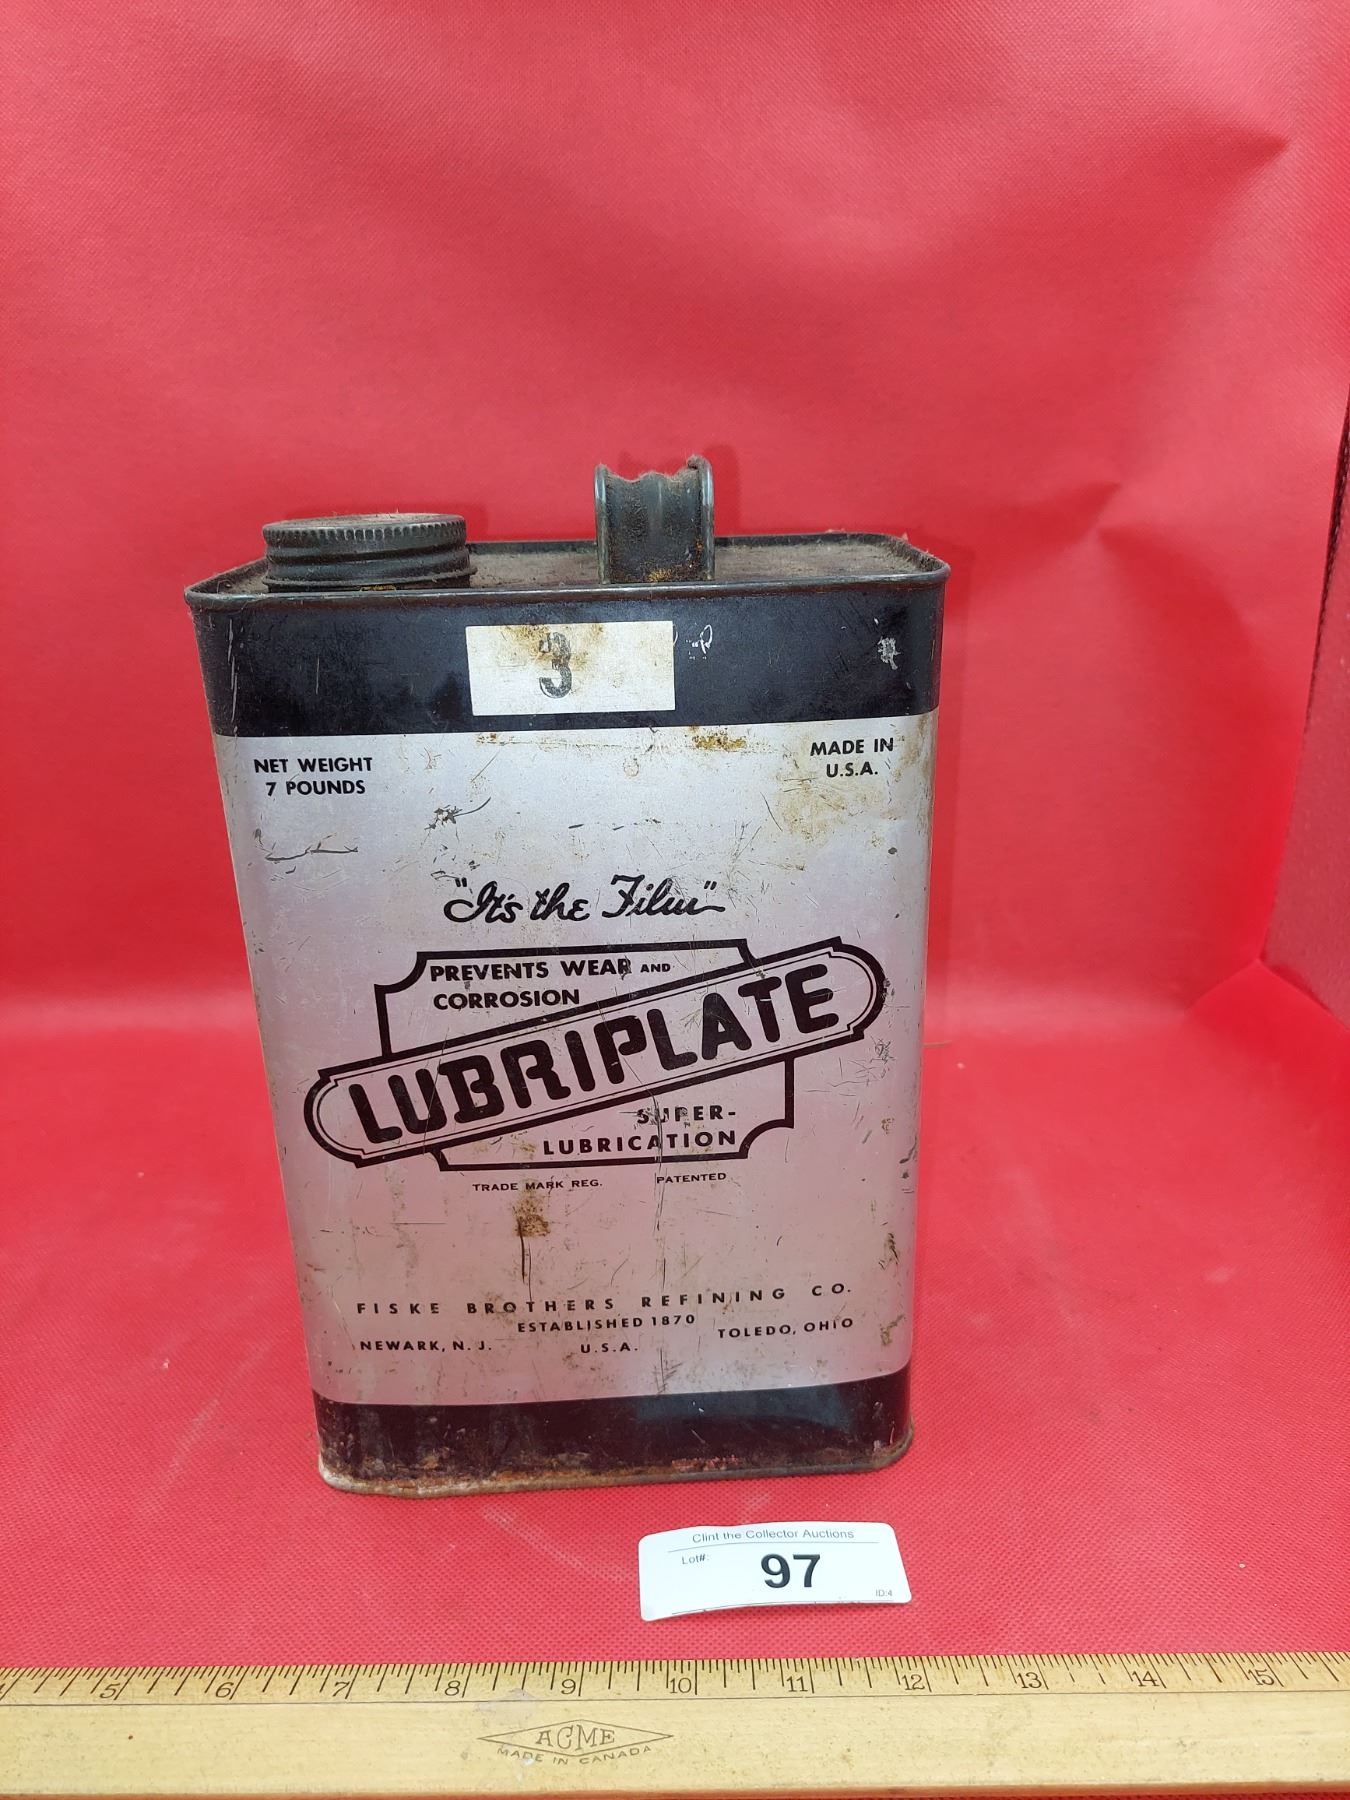 3
NET WEIGHT
7 POUNDS
MADE IN
U.S.A.
"It's the Film"
PREVENTS WEAR AND
CORROSION
LUBRIPLATE
SUPER-
LUBRICATION
TRADE MARK REG. PATENTED
FISKE BROTHERS REFINING CO.
ESTABLISHED 1870
NEWARK, N. J. U.S.A. TOLEDO, OHIO
Clint the Collector Auctions
Lot#: 97
ID:4
5 6 7 8 9 10 11 12 13 14 15
ACME
MADE IN CANADA